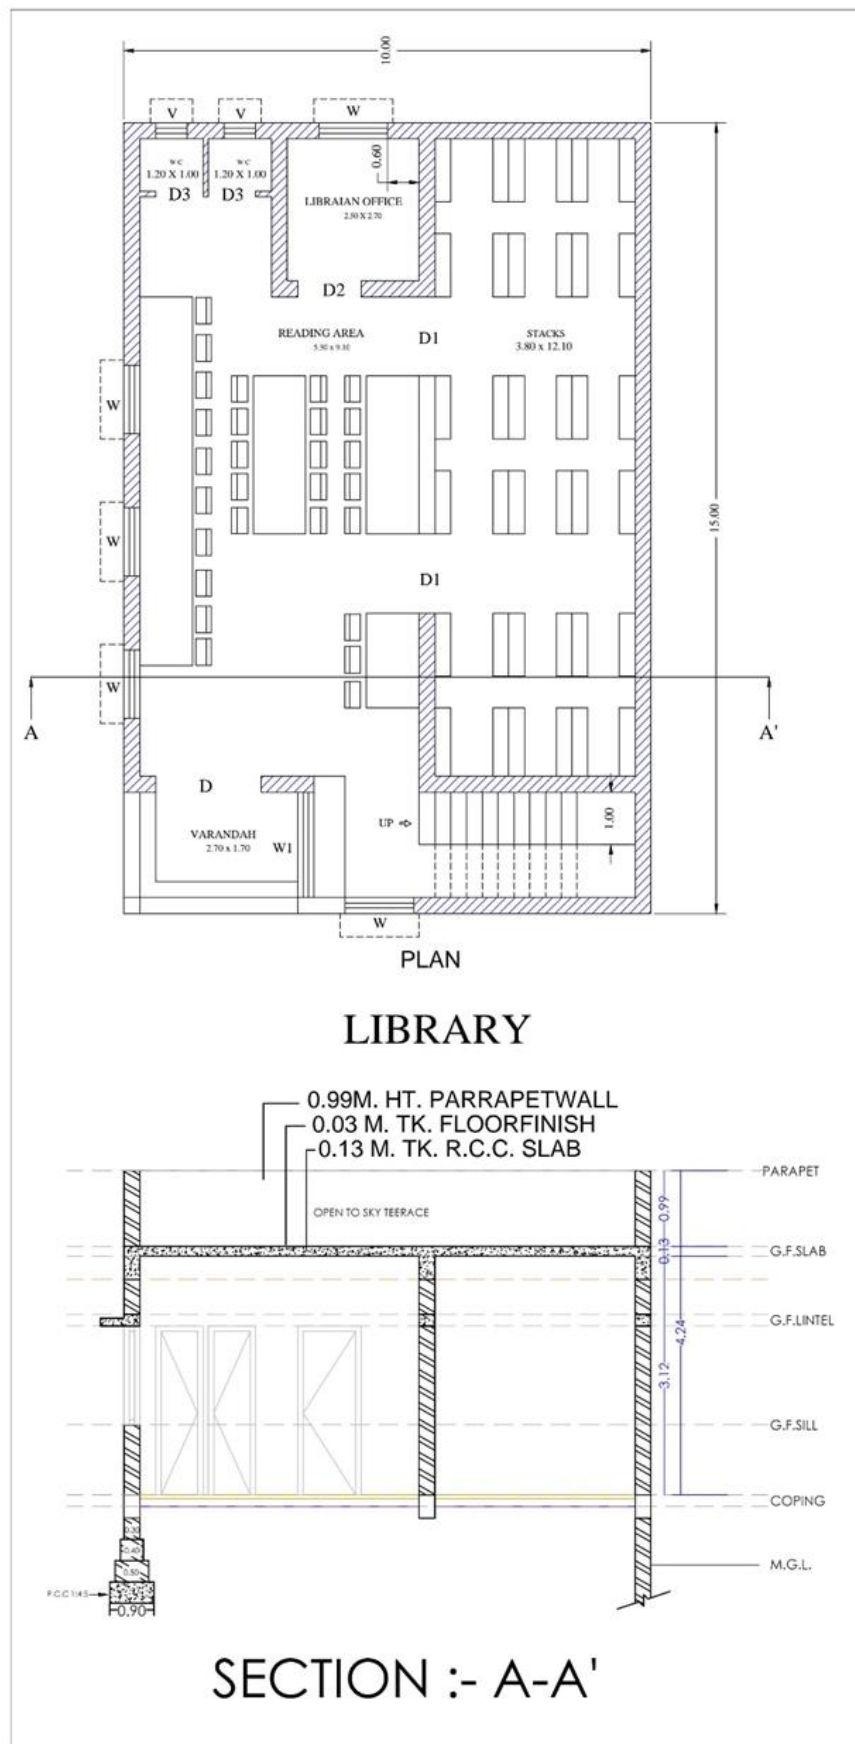 10.00
V
V
W
WC
1.20 X 1.00
WC
1.20 X 1.00
0.60
D3
D3
LIBRAIAN OFFICE
2.50 X 2.70
D2
READING AREA
D1
STACKS
3.80 x 12.10
W
W
15.00
D1
W
A
A'
D
UP
1.00
VARANDAH
2.70 x 1.70
W1
W
PLAN
LIBRARY
0.99M. HT. PARRAPETWALL
0.03 M. TK. FLOORFINISH
0.13 M. TK. R.C.C. SLAB
PARAPET
0.99
OPEN TO SKY TEERACE
0.13
G.F.SLAB
G.F.LINTEL
4.24
3.12
G.F.SILL
COPING
0.30
0.40
0.50
M.G.L.
0.90
SECTION :- A-A'